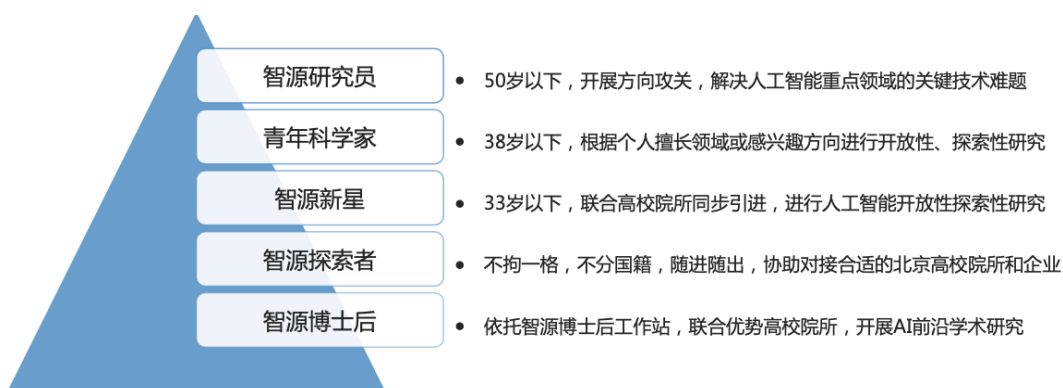 智源研究员
• 50岁以下，开展方向攻关，解决人工智能重点领域的关键技术难题
青年科学家
• 38岁以下，根据个人擅长领域或感兴趣方向进行开放性、探索性研究
智源新星
• 33岁以下，联合高校院所同步引进，进行人工智能开放性探索性研究
智源探索者
• 不拘一格，不分国籍，随进随出，协助对接合适的北京高校院所和企业
智源博士后
• 依托智源博士后工作站，联合优势高校院所，开展AI前沿学术研究